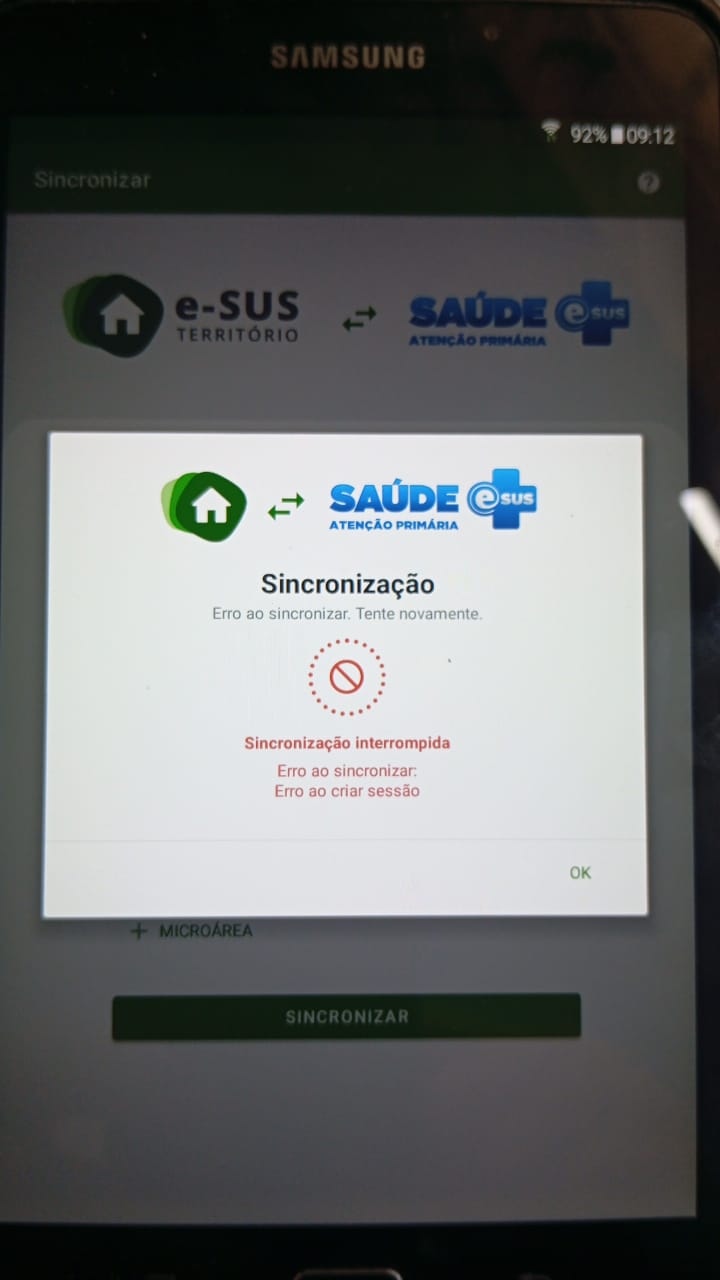 SAMSUNG
92% 09:12
Sincronizar
e-SUS
TERRITÓRIO
SAÚDE e SUS
ATENÇÃO PRIMÁRIA
SAÚDE e SUS
ATENÇÃO PRIMÁRIA
Sincronização
Erro ao sincronizar. Tente novamente.
Sincronização interrompida
Erro ao sincronizar:
Erro ao criar sessão
OK
+ MICROÁREA
SINCRONIZAR